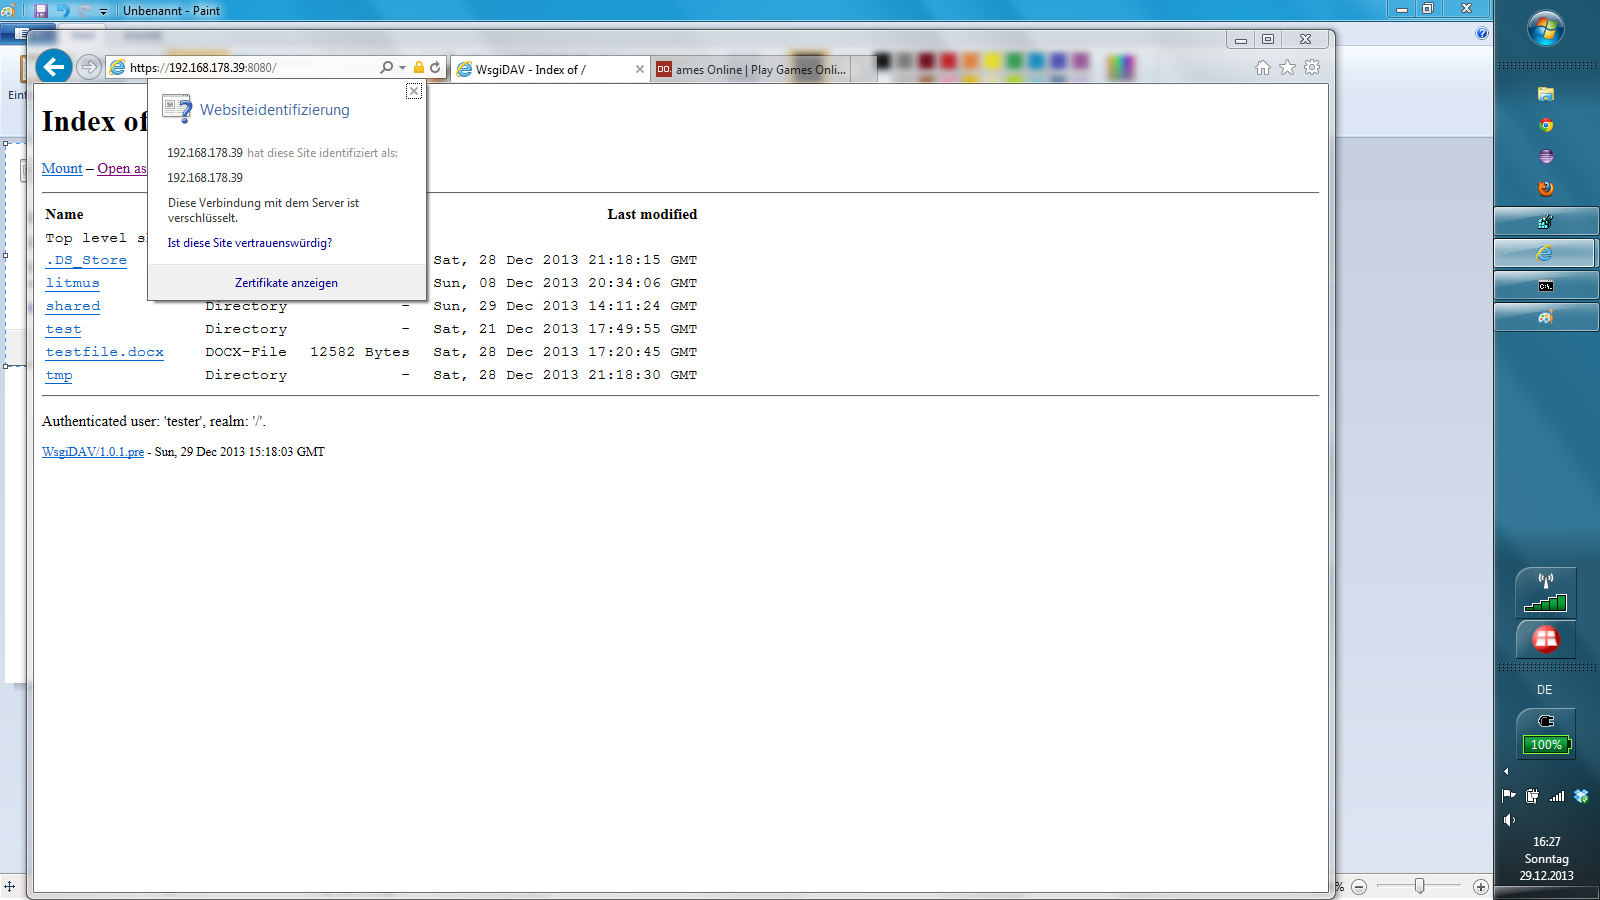 Unbenannt - Paint
https://192.168.178.39:8080/
WsgiDAV - Index of /
DO. ames Online | Play Games Onli...
Websiteidentifizierung
192.168.178.39 hat diese Site identifiziert als:
192.168.178.39
Diese Verbindung mit dem Server ist
verschlüsselt.
Ist diese Site vertrauenswürdig?
Zertifikate anzeigen
Index of
Mount – Open as
Name Last modified
Top level s
.DS_Store Sat, 28 Dec 2013 21:18:15 GMT
litmus Sun, 08 Dec 2013 20:34:06 GMT
shared Directory - Sun, 29 Dec 2013 14:11:24 GMT
test Directory - Sat, 21 Dec 2013 17:49:55 GMT
testfile.docx DOCX-File 12582 Bytes Sat, 28 Dec 2013 17:20:45 GMT
tmp Directory - Sat, 28 Dec 2013 21:18:30 GMT
Authenticated user: 'tester', realm: '/'.
WsgiDAV/1.0.1.pre - Sun, 29 Dec 2013 15:18:03 GMT
Einf
C:\.
DE
100%
16:27
Sonntag
29.12.2013
%